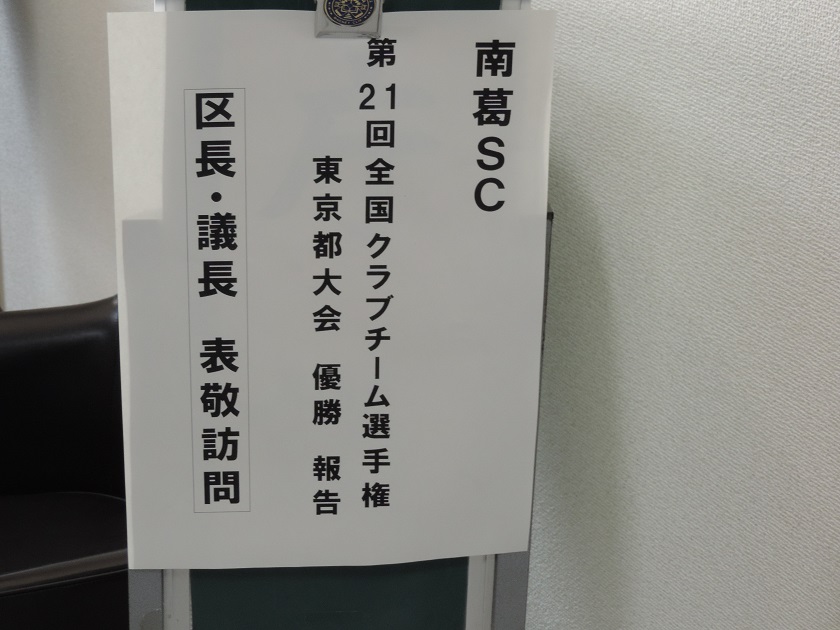 南葛SC
第21回全国クラブチーム選手権
東京都大会 優勝 報告
区長・議長 表敬訪問